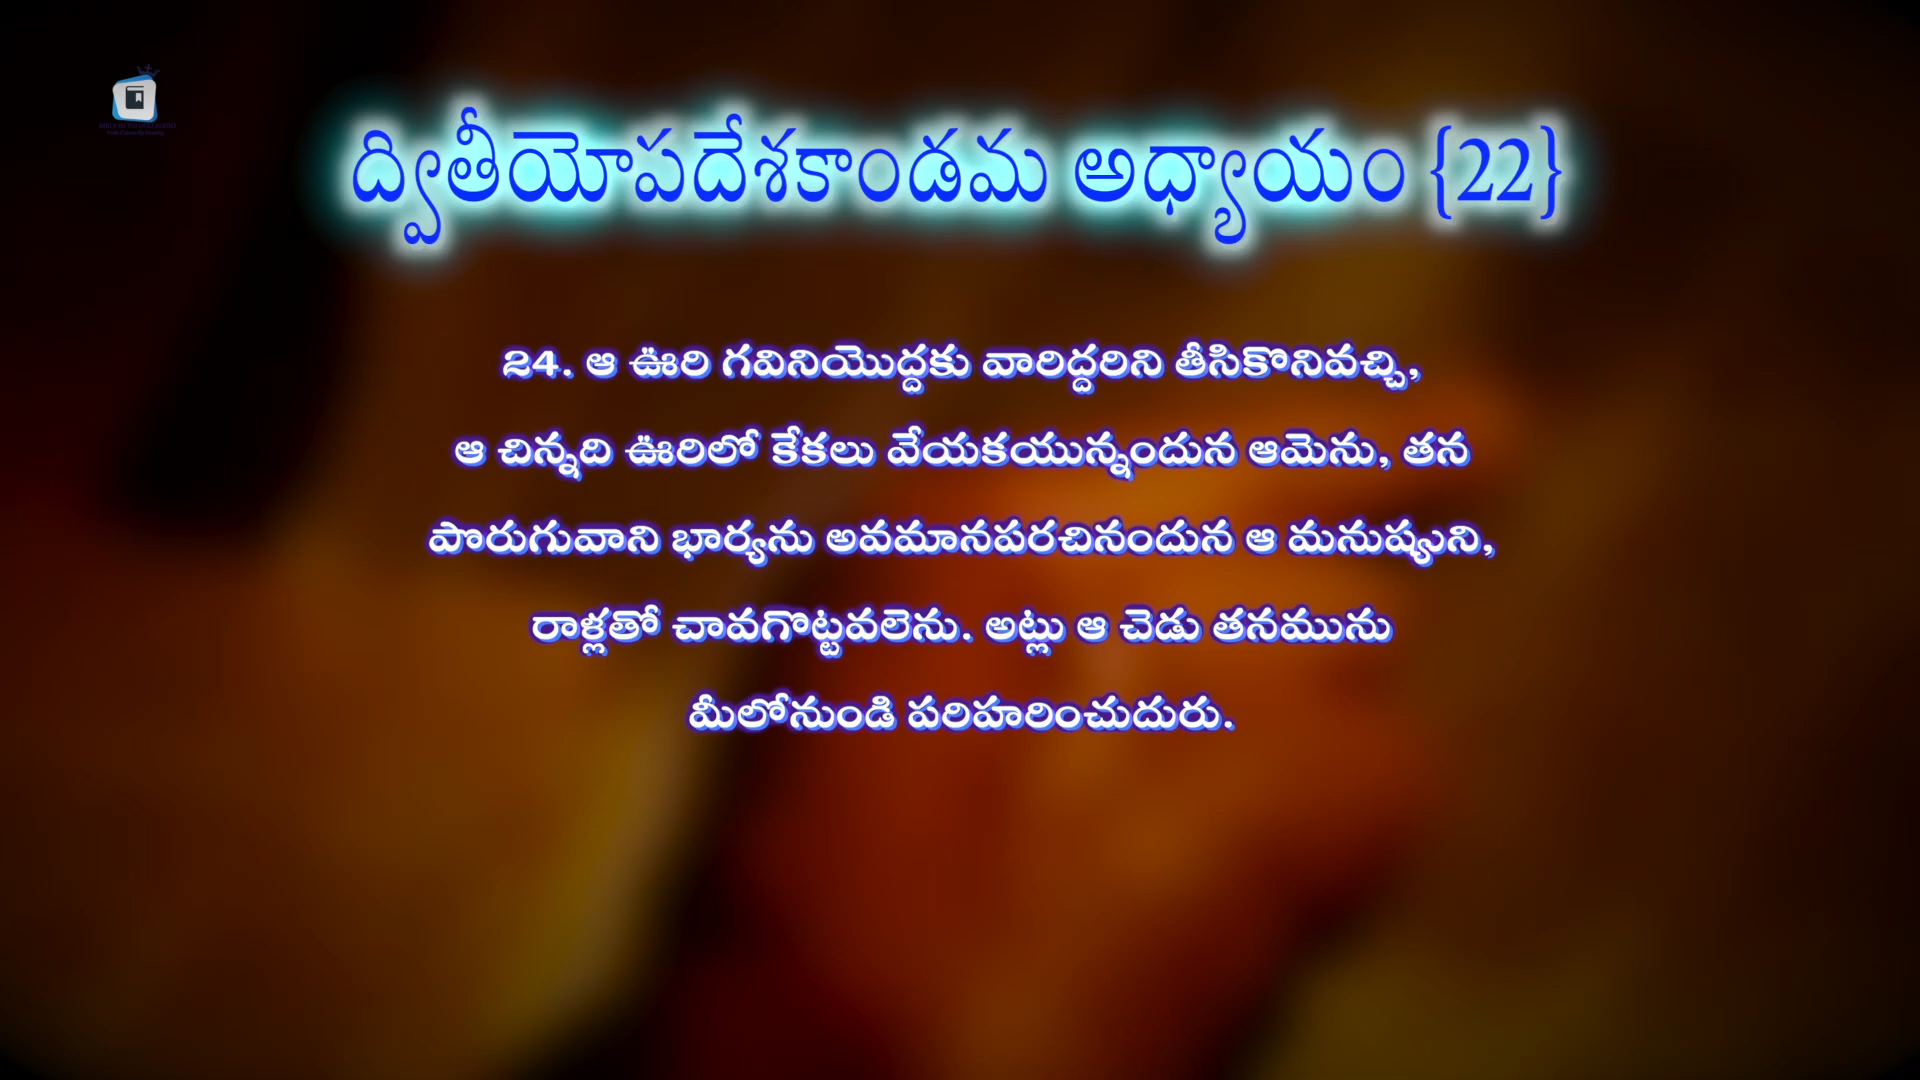 ద్వితీయోపదేశకాండమ అధ్యాయం {22}
24. ఆ ఊరి గవినియొద్దకు వారిద్దరిని తీసికొనివచ్చి,
ఆ చిన్నది ఊరిలో కేకలు వేయకయున్నందున ఆమెను, తన
పొరుగువాని భార్యను అవమానపరచినందున ఆ మనుష్యుని,
రాళ్లతో చావగొట్టవలెను. అట్లు ఆ చెడు తనమును
మీలోనుండి పరిహరించుదురు.